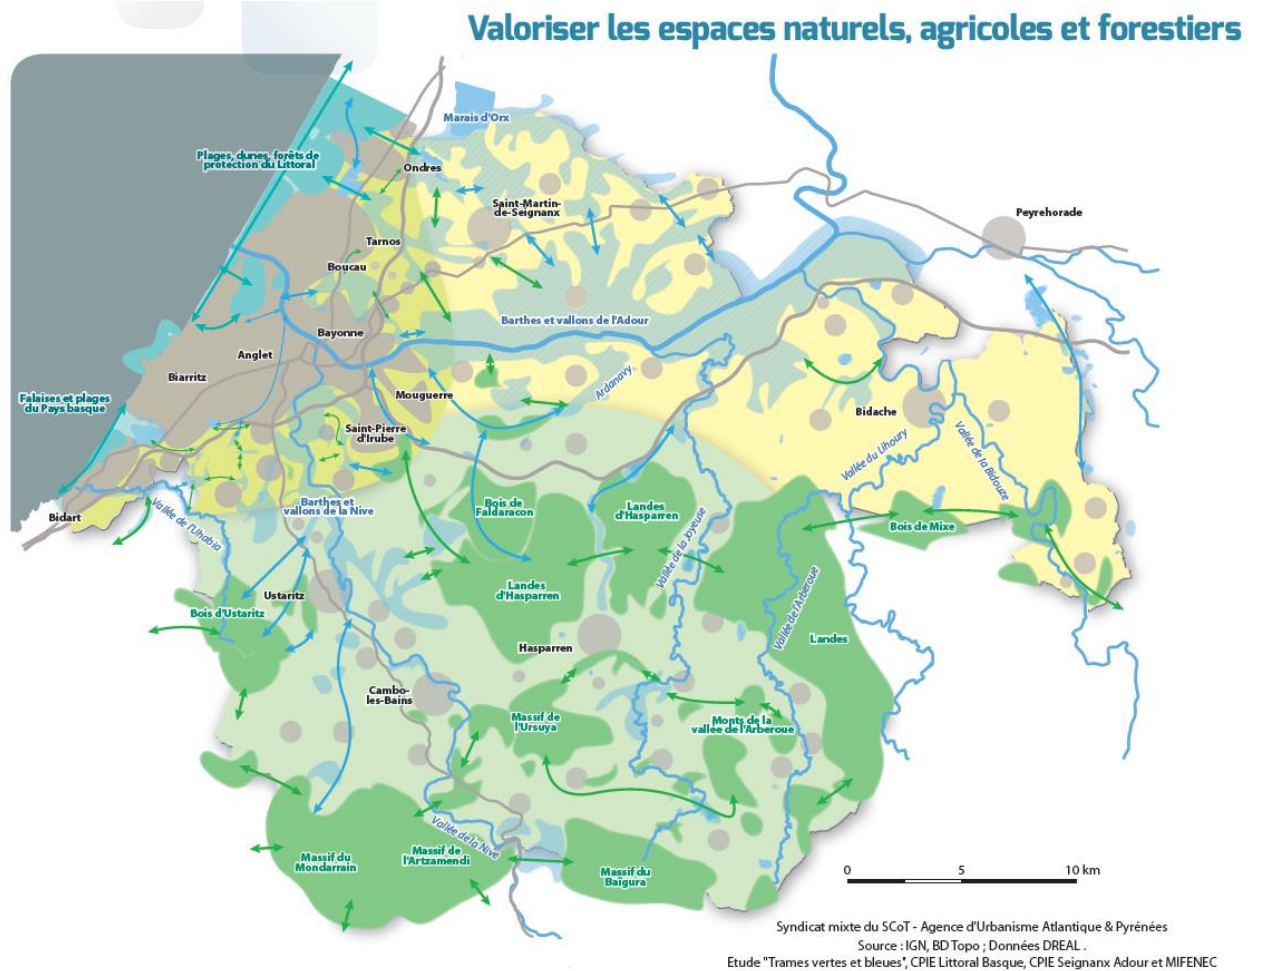 Valoriser les espaces naturels, agricoles et forestiers
Marais d'Orx
Plages, dunes, forêts de
protection du Littoral
Ondres
Saint-Martin-
de-Seignanx
Peyrehorade
Tarnos
Boucau
Barthes et vallons de l'Adour
Bayonne
Anglet
Biarritz
Ardanavy
Falaises et plages
du Pays basque
Mouguerre
Bidache
Saint-Pierre
d'Irube
Vallée du Lihoury
Vallée de la Bidouze
Barthes et
vallons de la Nive
Bois de
Faldaracon
Landes
d'Hasparren
Bidart
Vallée de l'Uhabia
Bois de Mixe
Vallée de la Joyeuse
Landes
d'Hasparren
Vallée de l'Arberoue
Ustaritz
Bois d'Ustaritz
Landes
Hasparren
Cambo-
les-Bains
Massif de
l'Ursuya
Monts de la
vallée de l'Arberoue
Vallée de la Nive
Massif du
Mondarrain
Massif de
l'Artzamendi
Massif du
Baïgura
0 5 10 km
Syndicat mixte du SCoT - Agence d'Urbanisme Atlantique & Pyrénées
Source : IGN, BD Topo ; Données DREAL .
Etude "Trames vertes et bleues", CPIE Littoral Basque, CPIE Seignanx Adour et MIFENEC